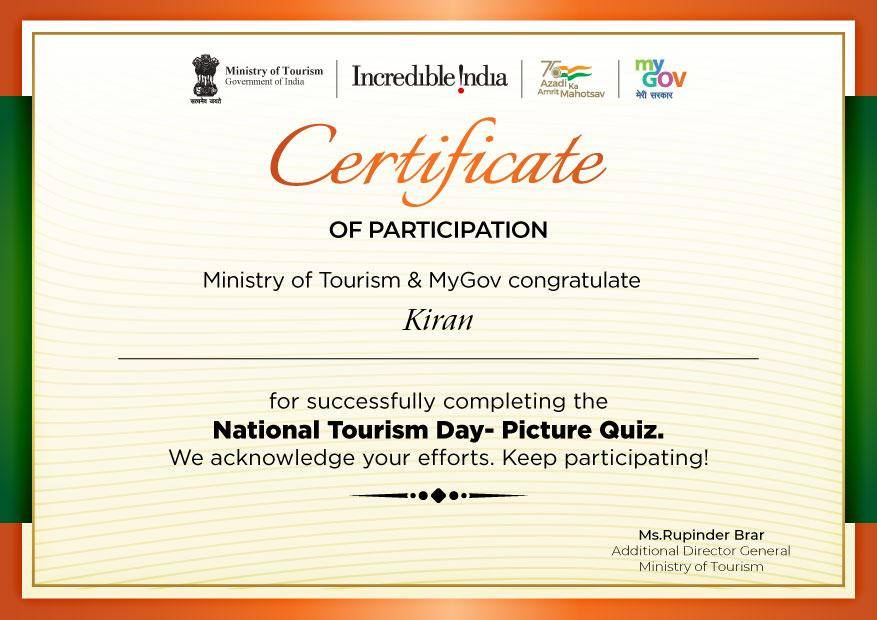 Ministry of Tourism
Government of India
सत्यमेव जयते
Incredıble !ndıa
75
Azadi Ka
Amrit Mahotsav
my
GOV
मेरी सरकार
Certificate
OF PARTICIPATION
Ministry of Tourism & MyGov congratulate
Kiran
for successfully completing the
National Tourism Day- Picture Quiz.
We acknowledge your efforts. Keep participating!
Ms.Rupinder Brar
Additional Director General
Ministry of Tourism